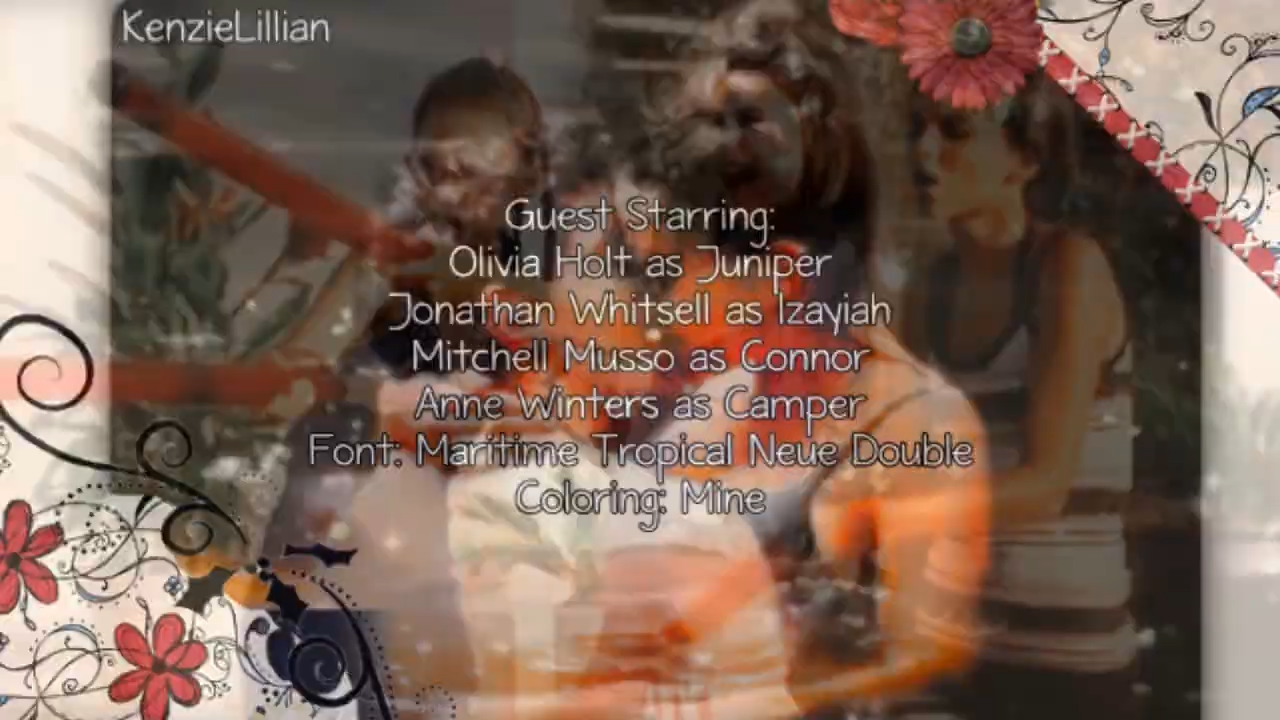 KenzieLillian
Guest Starring:
Olivia Holt as Juniper
Jonathan Whitsell as Izayiah
Mitchell Musso as Connor
Anne Winters as Camper
Font: Maritime Tropical Neue Double
Coloring: Mine